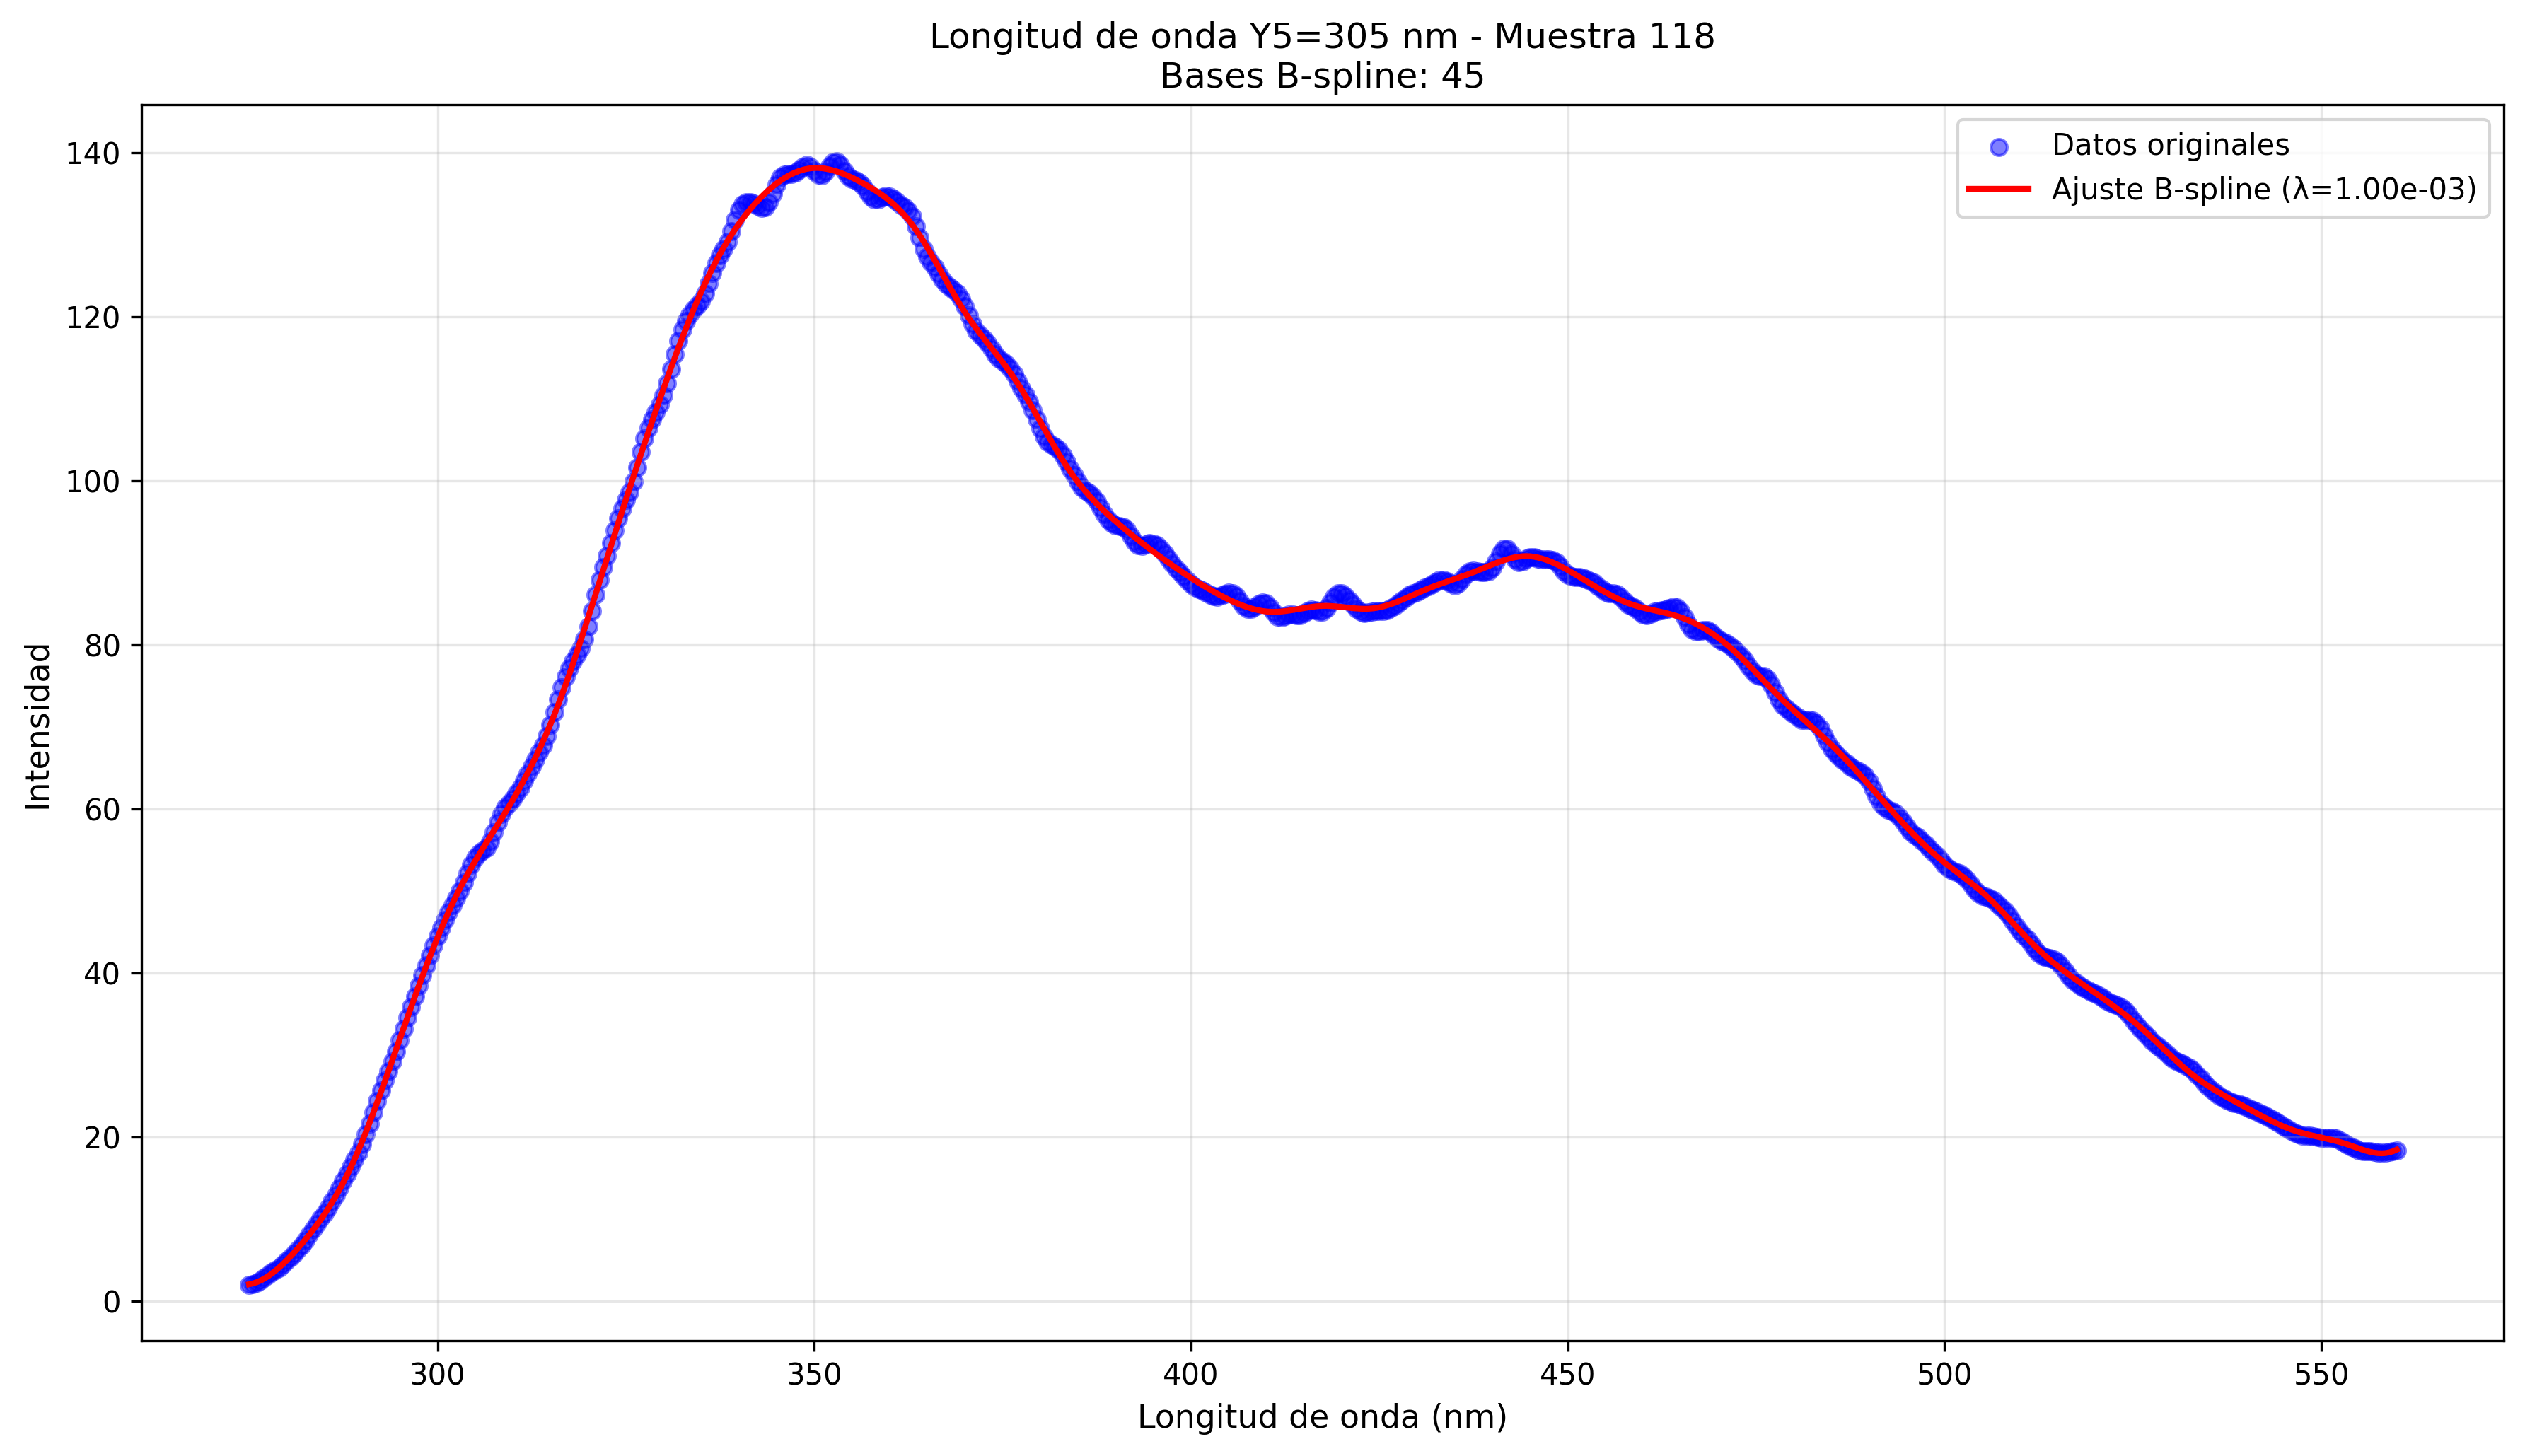 Longitud de onda Y5=305 nm - Muestra 118
Bases B-spline: 45
Datos originales
Ajuste B-spline (λ=1.00e-03)
Intensidad
140
120
100
80
60
40
20
0
300 350 400 450 500 550
Longitud de onda (nm)